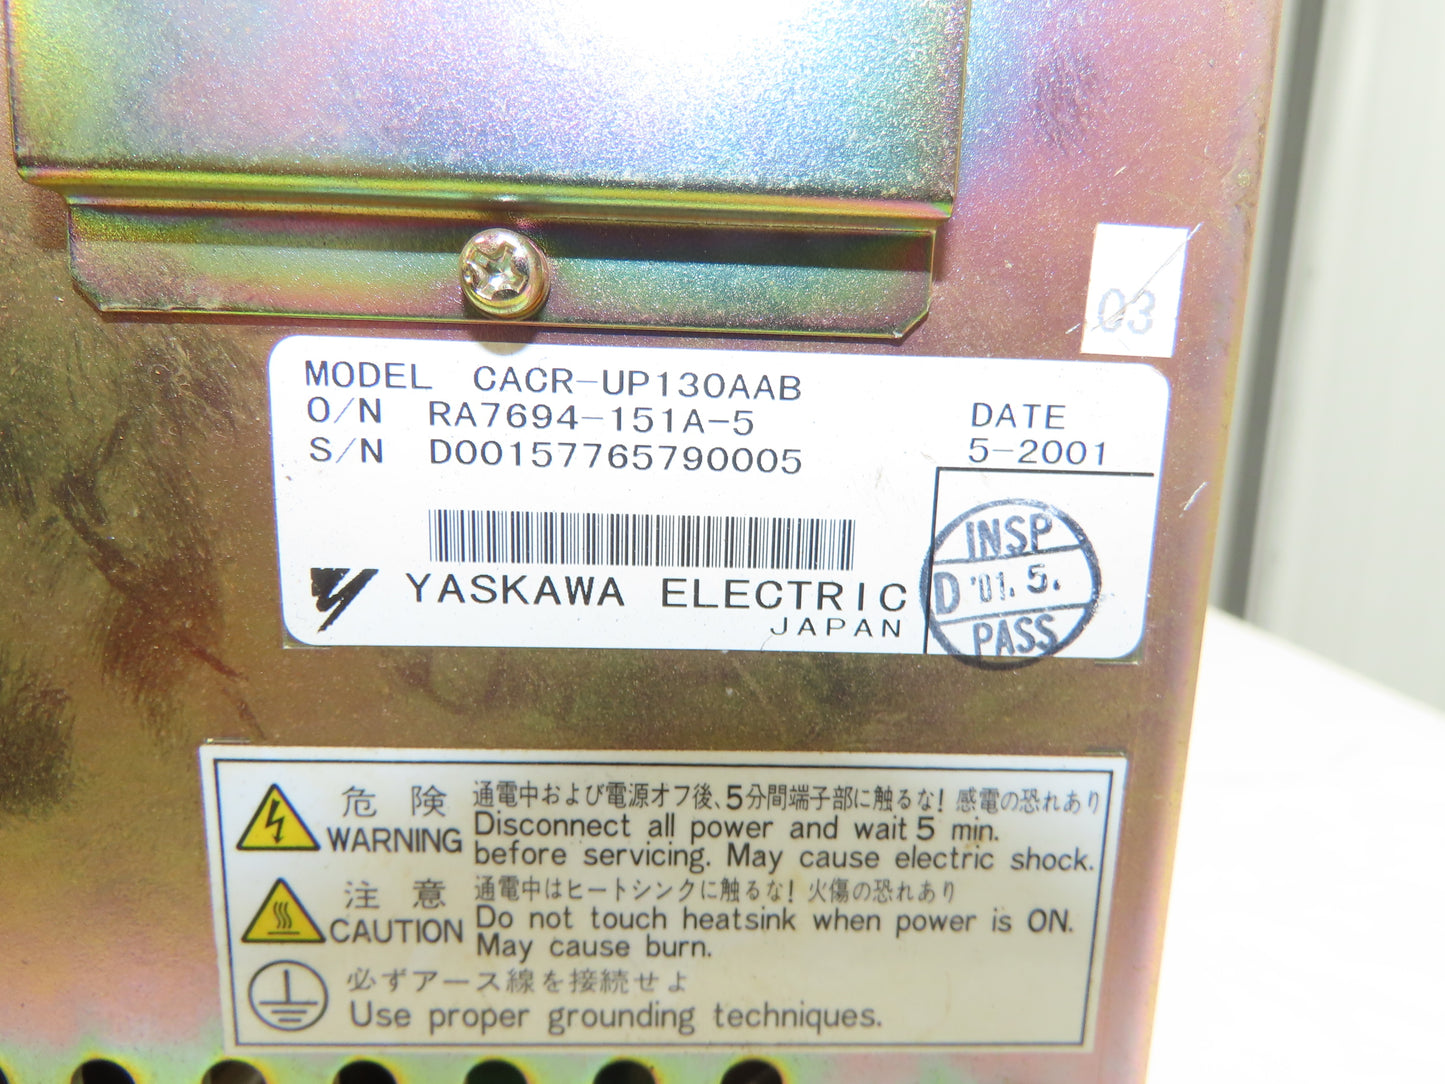 03
MODEL CACR-UP130AAB
O/N RA7694-151A-5
S/N D00157765790005
DATE
5-2001
YASKAWA ELECTRIC
JAPAN
INSP
D '01.5.
PASS
危険 通電中および電源オフ後、5分間端子部に触るな! 感電の恐れあり
WARNING Disconnect all power and wait 5 min.
before servicing. May cause electric shock.
注意 通電中はヒートシンクに触るな! 火傷の恐れあり
CAUTION Do not touch heatsink when power is ON.
May cause burn.
必ずアース線を接続せよ
Use proper grounding techniques.